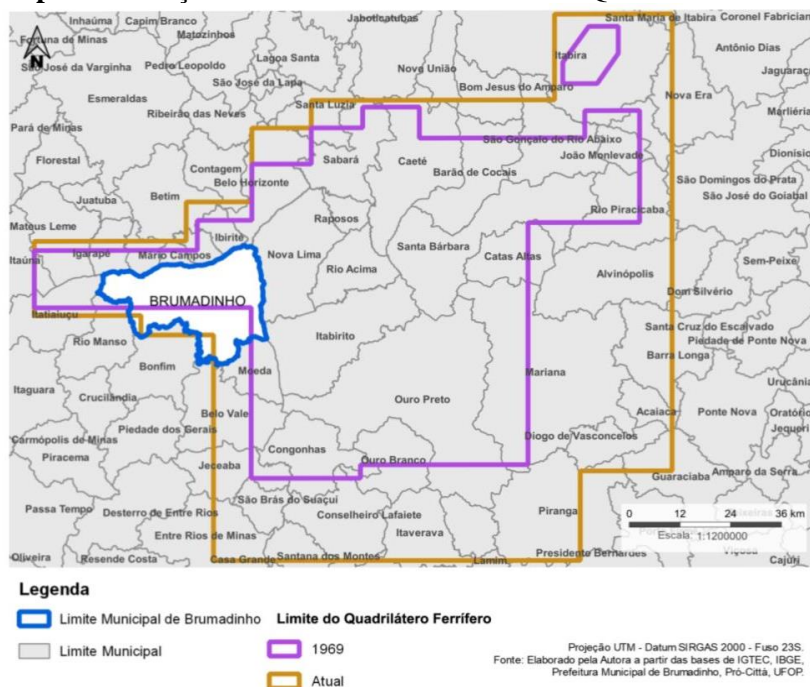 Inhaúma
Capim Branco
Jaboticatubas
Santa Maria de Itabira
Coronel Fabriciano
Fortuna de Minas
Matozinhos
N
Lagoa Santa
Itabira
Antônio Dias
São José da Varginha
Pedro Leopoldo
Nova União
Jaguaraçu
São José da Lapa
Bom Jesus do Amparo
Nova Era
Esmeraldas
Ribeirão das Neves
Santa Luzia
Marliéria
Pará de Minas
São Gonçalo do Rio Abaixo
Florestal
Contagem
Sabará
Caeté
João Monlevade
Dionísio
Belo Horizonte
Barão de Cocais
São Domingos do Prata
Juatuba
Betim
São José do Goiabal
Mateus Leme
Raposos
Rio Piracicaba
Ibirité
Santa Bárbara
Itaúna
Igarapé
Mário Campos
Nova Lima
Catas Altas
Sem-Peixe
Rio Acima
Alvinópolis
BRUMADINHO
Dom Silvério
Itatiaiuçu
Rio Manso
Itabirito
Santa Cruz do Escalvado
Piedade de Ponte Nova
Bonfim
Moeda
Mariana
Barra Longa
Itaguara
Crucilândia
Ouro Preto
Urucânia
Belo Vale
Acaiaca
Ponte Nova
Oratórios
Piedade dos Gerais
Diogo de Vasconcelos
Jequeri
Carmópolis de Minas
Congonhas
Piracema
Jeceaba
Ouro Branco
Guaraciaba
Amparo da Serra
São Brás do Suaçuí
Passa Tempo
Desterro de Entre Rios
Conselheiro Lafaiete
Piranga
0 12 24 36 km
Entre Rios de Minas
Itaverava
Escala: 1:1200000
Oliveira
Resende Costa
Casa Grande
Santana dos Montes
Lamim
Presidente Bernardes
Viçosa
Cajuri
Legenda
Limite Municipal de Brumadinho
Limite do Quadrilátero Ferrífero
Limite Municipal
1969
Atual
Projeção UTM - Datum SIRGAS 2000 - Fuso 23S.
Fonte: Elaborado pela Autora a partir das bases de IGTEC, IBGE,
Prefeitura Municipal de Brumadinho, Pró-Città, UFOP.